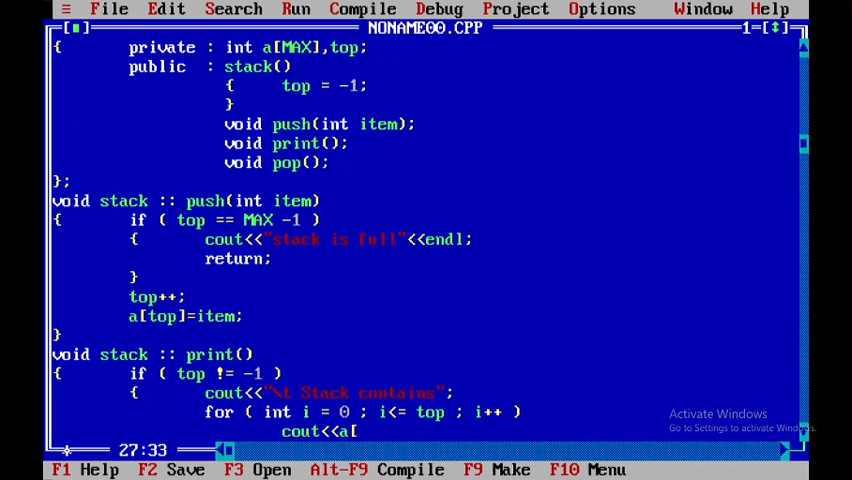 ≡ File Edit Search Run Compile Debug Project Options Window Help
[■] NONAME00.CPP 1=[↕]
{ private : int a[MAX],top;
public : stack()
{ top = -1;
}
void push(int item);
void print();
void pop();
};
void stack :: push(int item)
{ if ( top == MAX -1 )
{ cout<<"stack is full"<<endl;
return;
}
top++;
a[top]=item;
}
void stack :: print()
{ if ( top != -1 )
{ cout<<"\t Stack contains";
for ( int i = 0 ; i<= top ; i++ )
cout<<a[
Activate Windows
Go to Settings to activate Windows.
27:33
F1 Help F2 Save F3 Open Alt-F9 Compile F9 Make F10 Menu